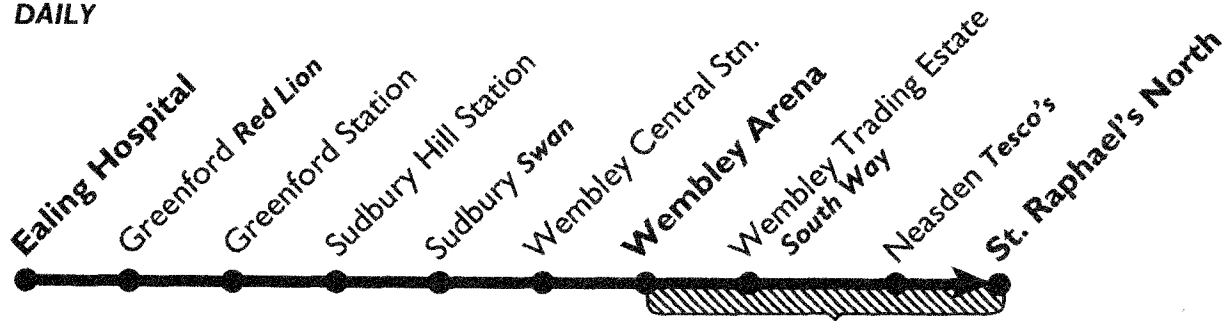 DAILY
Ealing Hospital
Greenford Red Lion
Greenford Station
Sudbury Hill Station
Sudbury Swan
Wembley Central Stn.
Wembley Arena
Wembley Trading Estate
South Way
Neasden Tesco's
St. Raphael's North